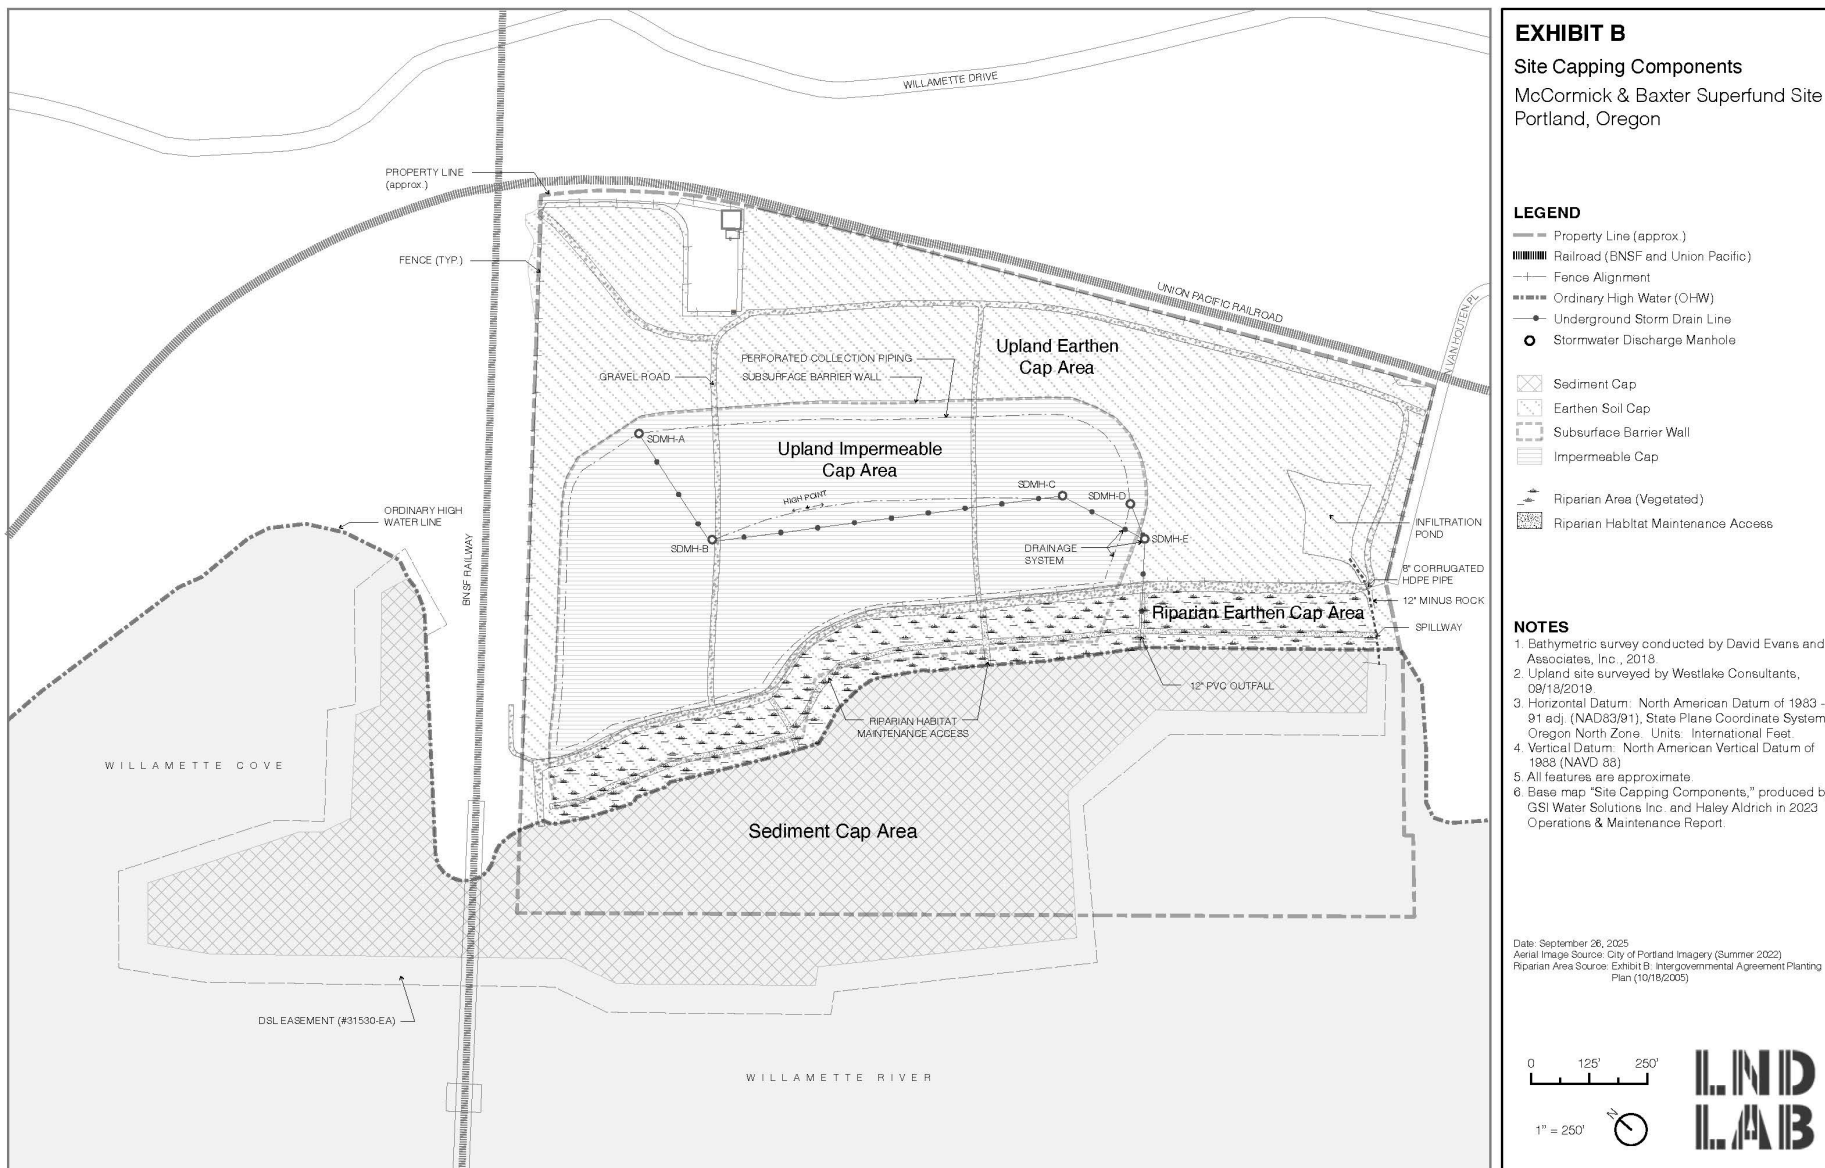 WILLAMETTE DRIVE
PROPERTY LINE
(approx.)
FENCE (TYP.)
UNION PACIFIC RAILROAD
N VAN HOUTEN PL
Upland Earthen
Cap Area
PERFORATED COLLECTION PIPING
GRAVEL ROAD
SUBSURFACE BARRIER WALL
SDMH-A
Upland Impermeable
Cap Area
HIGH POINT
SDMH-C
SDMH-D
SDMH-B
SDMH-E
DRAINAGE
SYSTEM
ORDINARY HIGH
WATER LINE
BNSF RAILWAY
INFILTRATION
POND
8" CORRUGATED
HDPE PIPE
12" MINUS ROCK
Riparian Earthen Cap Area
SPILLWAY
12" PVC OUTFALL
RIPARIAN HABITAT
MAINTENANCE ACCESS
WILLAMETTE COVE
Sediment Cap Area
DSL EASEMENT (#31530-EA)
WILLAMETTE RIVER
EXHIBIT B
Site Capping Components
McCormick & Baxter Superfund Site
Portland, Oregon
LEGEND
Property Line (approx.)
Railroad (BNSF and Union Pacific)
Fence Alignment
Ordinary High Water (OHW)
Underground Storm Drain Line
Stormwater Discharge Manhole
Sediment Cap
Earthen Soil Cap
Subsurface Barrier Wall
Impermeable Cap
Riparian Area (Vegetated)
Riparian Habitat Maintenance Access
NOTES
1. Bathymetric survey conducted by David Evans and
Associates, Inc., 2018.
2. Upland site surveyed by Westlake Consultants,
09/18/2019.
3. Horizontal Datum: North American Datum of 1983 -
91 adj. (NAD83/91), State Plane Coordinate System
Oregon North Zone. Units: International Feet.
4. Vertical Datum: North American Vertical Datum of
1988 (NAVD 88)
5. All features are approximate.
6. Base map "Site Capping Components," produced b
GSI Water Solutions Inc. and Haley Aldrich in 2023
Operations & Maintenance Report.
Date: September 26, 2025
Aerial Image Source: City of Portland Imagery (Summer 2022)
Riparian Area Source: Exhibit B: Intergovernmental Agreement Planting
Plan (10/18/2005)
0 125' 250'
1" = 250'
N
LND
LAB